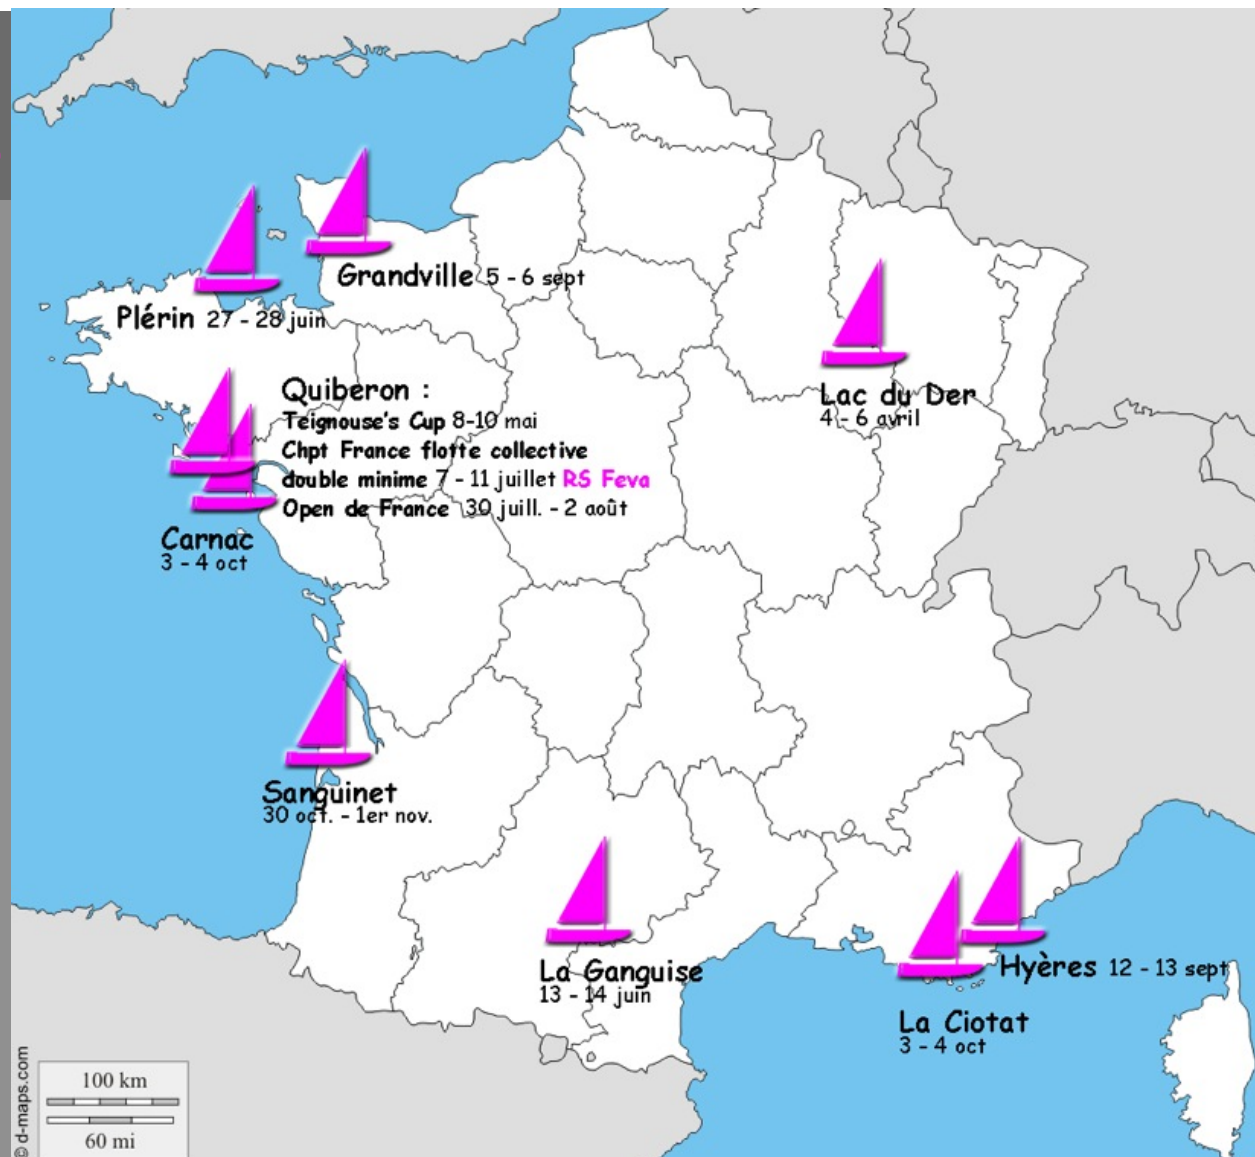 Grandville 5 - 6 sept
Plérin 27 - 28 juin
Quiberon :
Teignouse's Cup 8-10 mai
Chpt France flotte collective
double minime 7 - 11 juillet RS Feva
Open de France 30 juill. - 2 août
Lac du Der
4 - 6 avril
Carnac
3 - 4 oct
Sanguinet
30 oct. - 1er nov.
La Ganguise
13 - 14 juin
Hyères 12 - 13 sept
La Ciotat
3 - 4 oct
100 km
60 mi
© d-maps.com